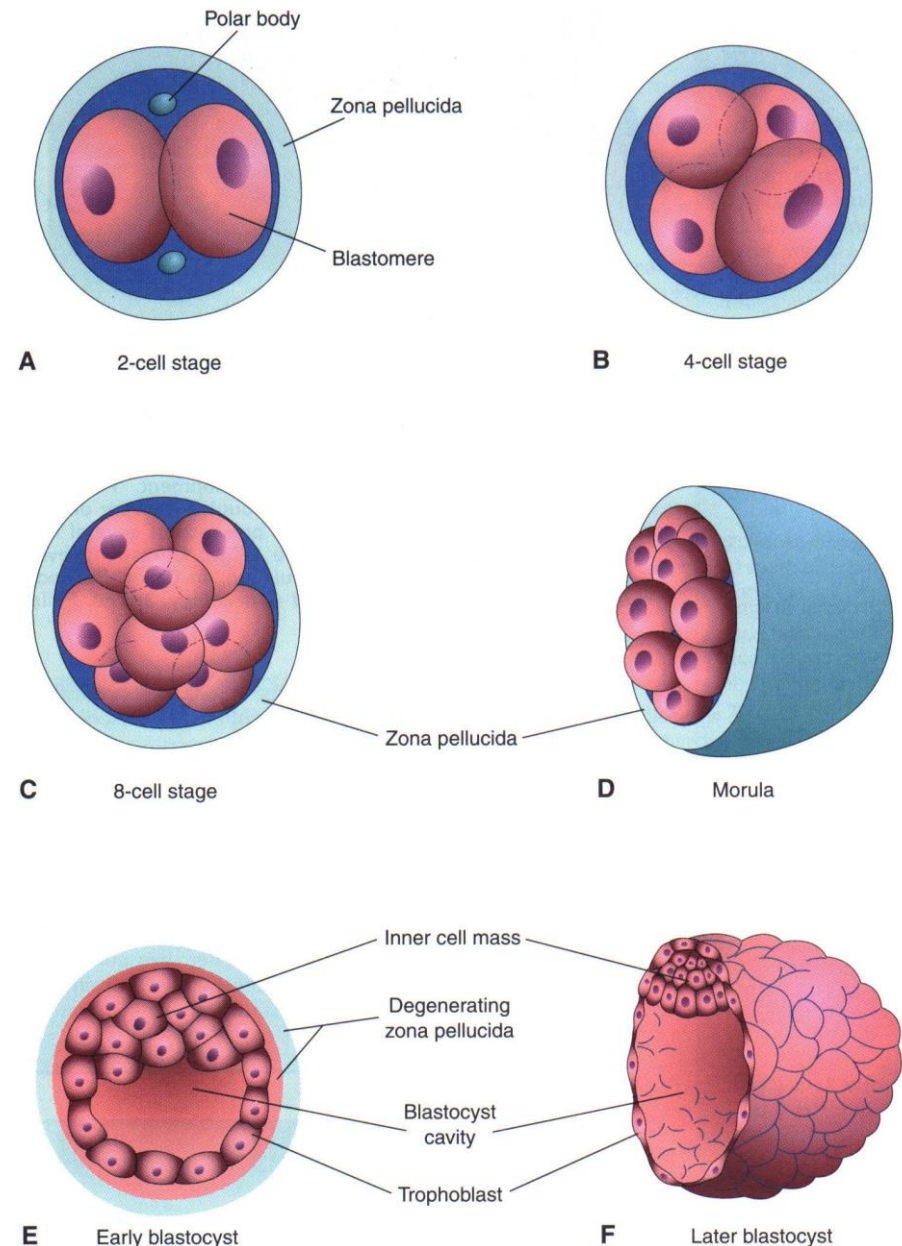 Polar body
Zona pellucida
Blastomere
A 2-cell stage
B 4-cell stage
Zona pellucida
C 8-cell stage
D Morula
Inner cell mass
Degenerating
zona pellucida
Blastocyst
cavity
Trophoblast
E Early blastocyst
F Later blastocyst